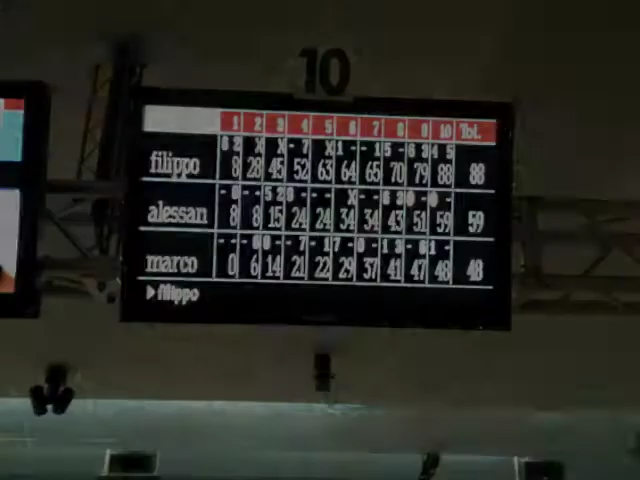 10
1 2 3 4 5 6 7 8 9 10 Tot.
filippo 8 28 45 52 63 64 65 70 79 88 88
alessan 8 8 15 24 24 34 34 43 51 59 59
marco 0 6 14 21 22 29 37 41 47 48 48
filippo